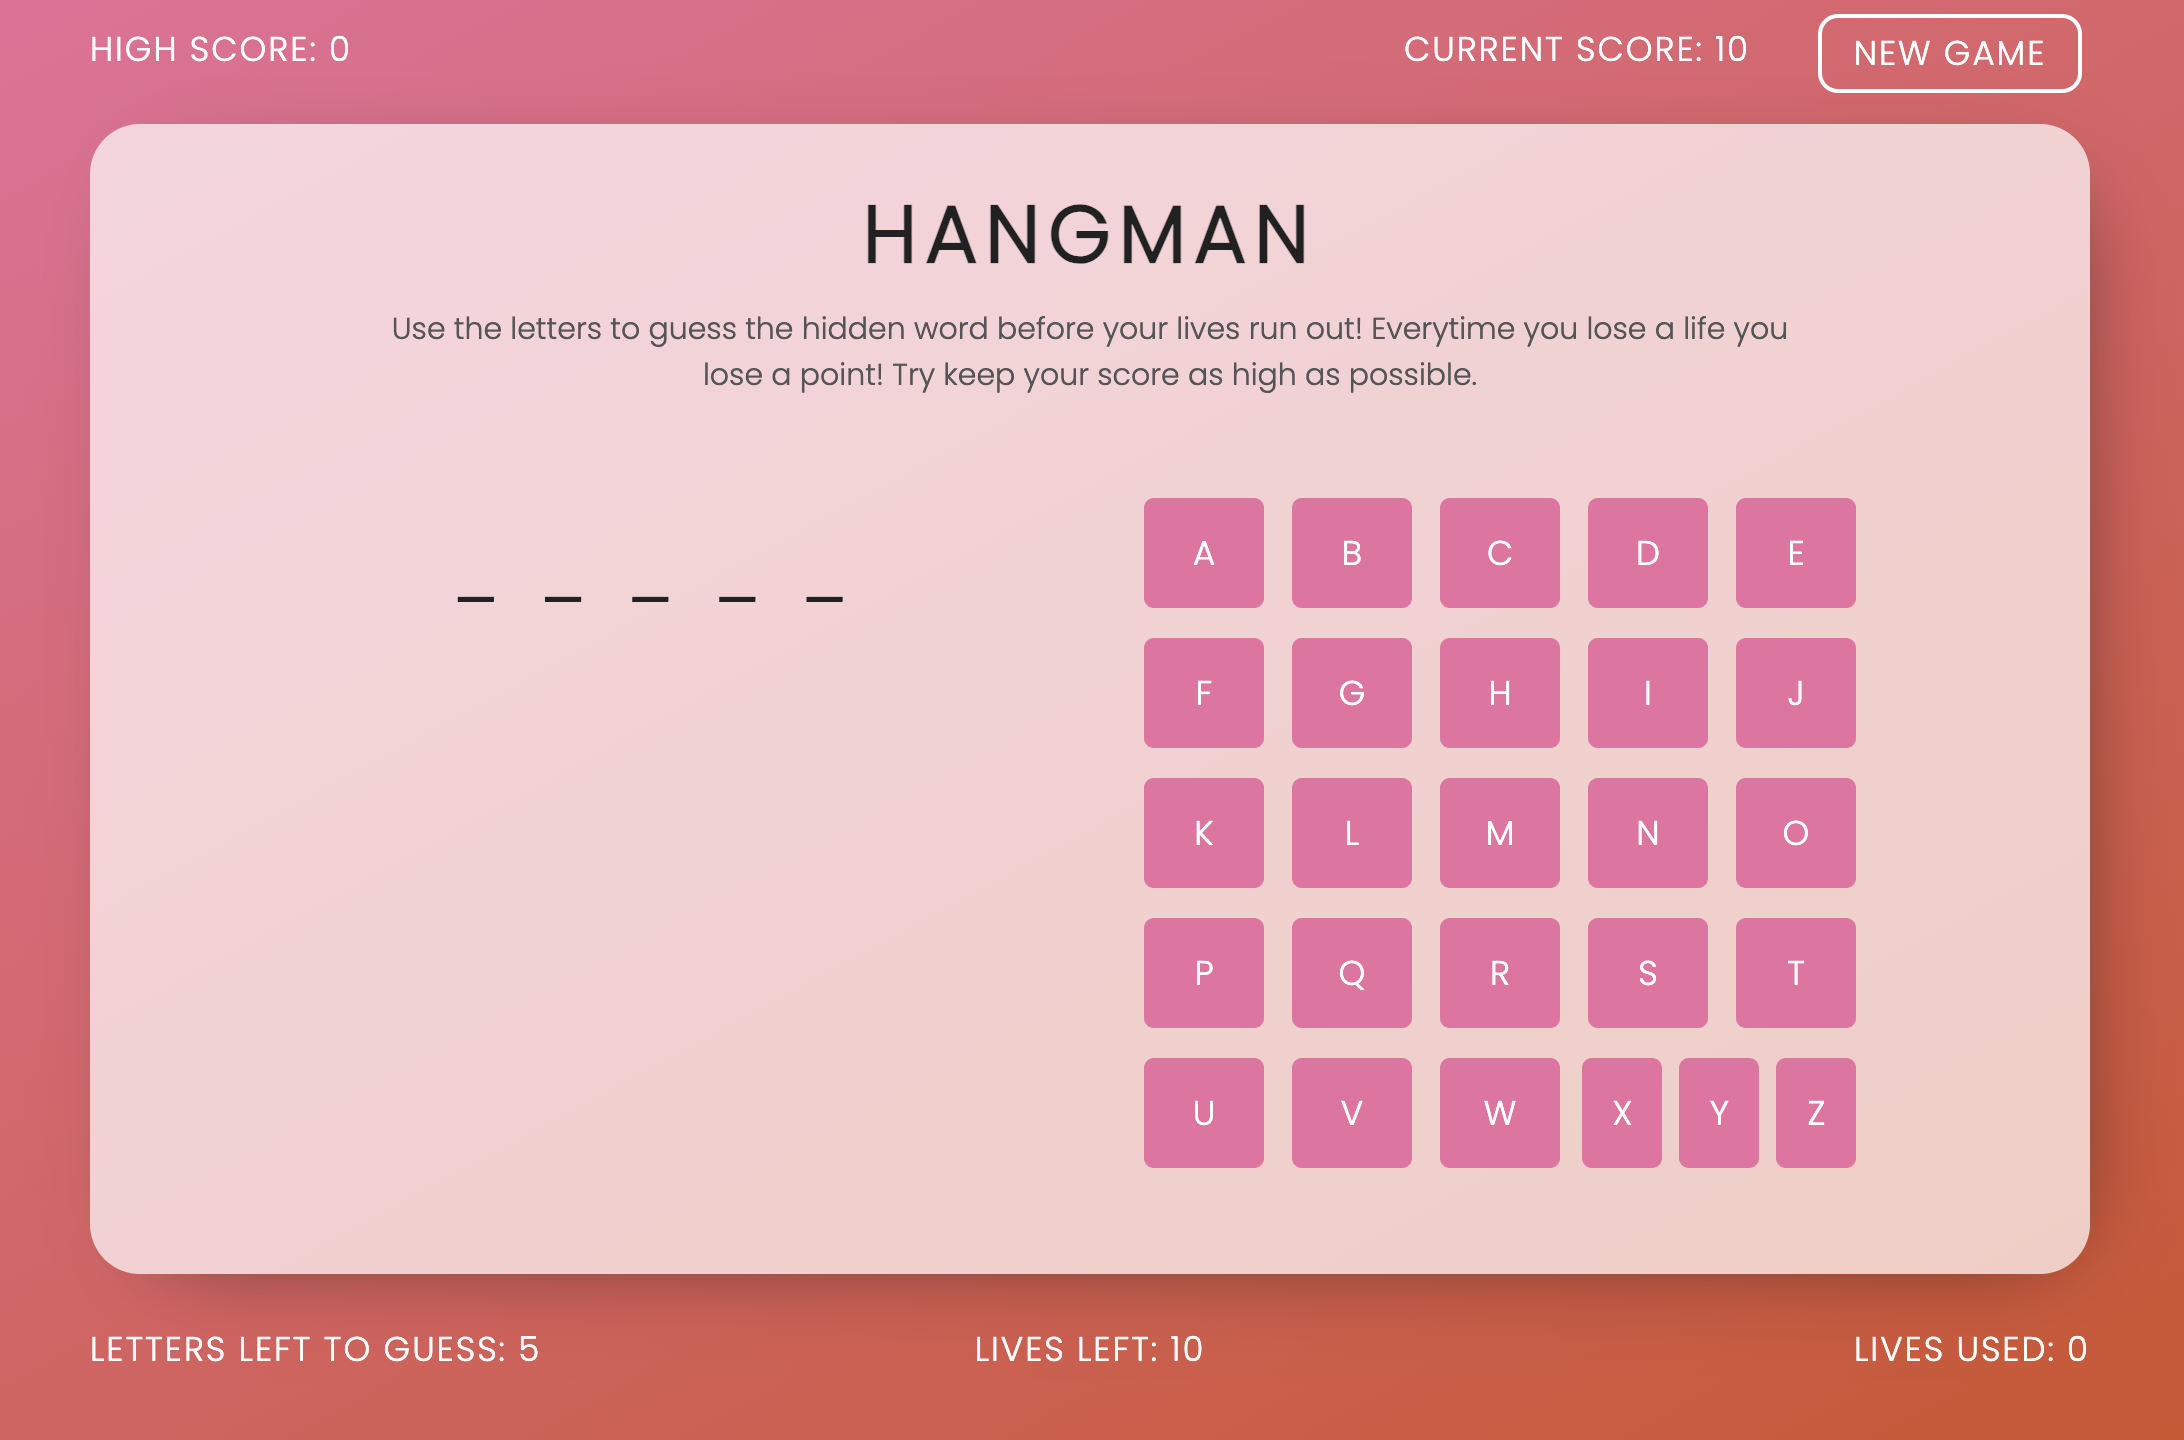 HIGH SCORE: 0
CURRENT SCORE: 10
NEW GAME
HANGMAN
Use the letters to guess the hidden word before your lives run out! Everytime you lose a life you
lose a point! Try keep your score as high as possible.
_ _ _ _ _
A B C D E
F G H I J
K L M N O
P Q R S T
U V W X Y Z
LETTERS LEFT TO GUESS: 5
LIVES LEFT: 10
LIVES USED: 0